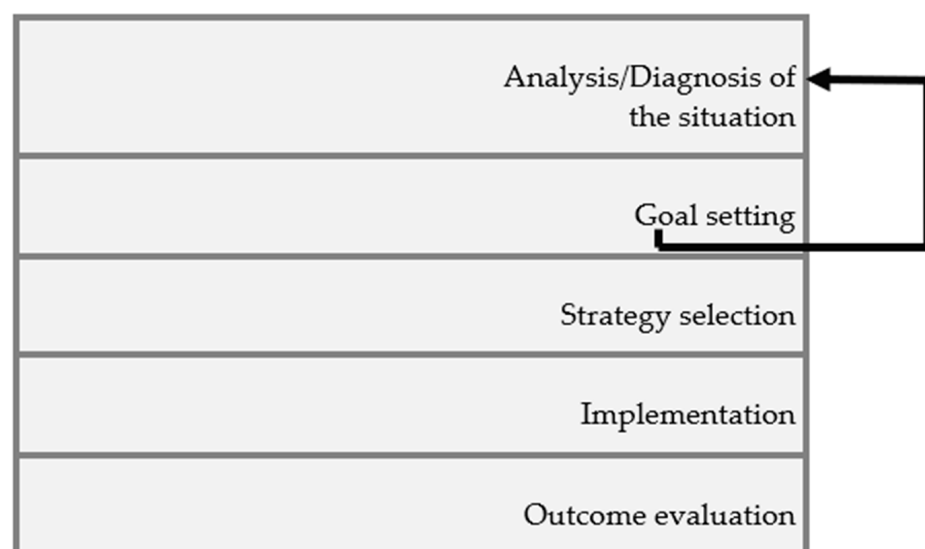 Analysis/Diagnosis of
the situation
Goal setting
Strategy selection
Implementation
Outcome evaluation